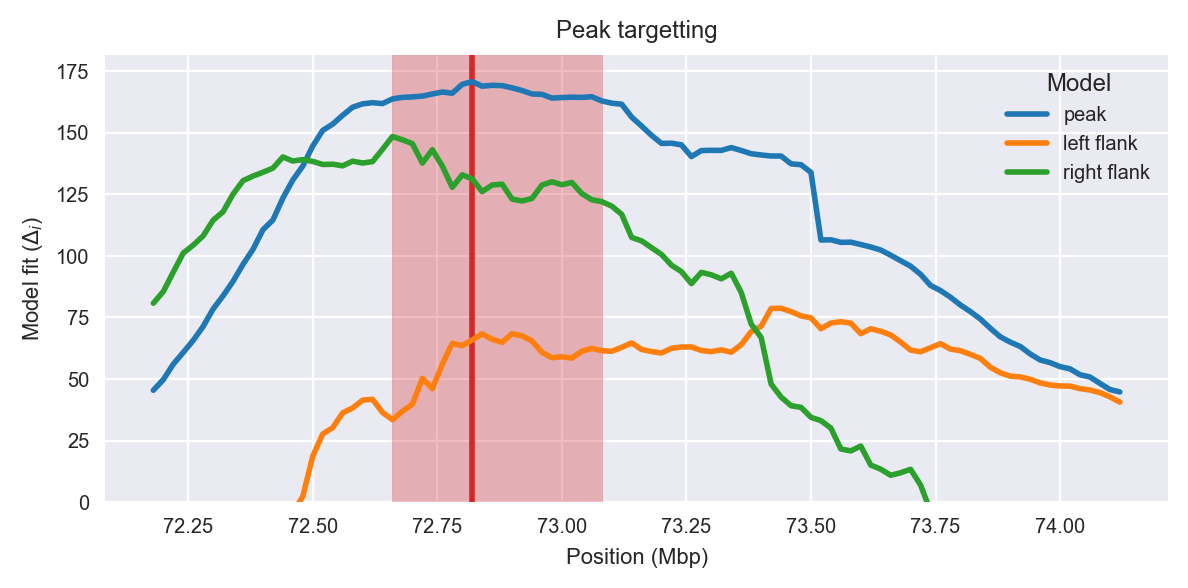 Peak targetting
Model fit (Δi)
175
150
125
100
75
50
25
0
Model
peak
left flank
right flank
72.25 72.50 72.75 73.00 73.25 73.50 73.75 74.00
Position (Mbp)